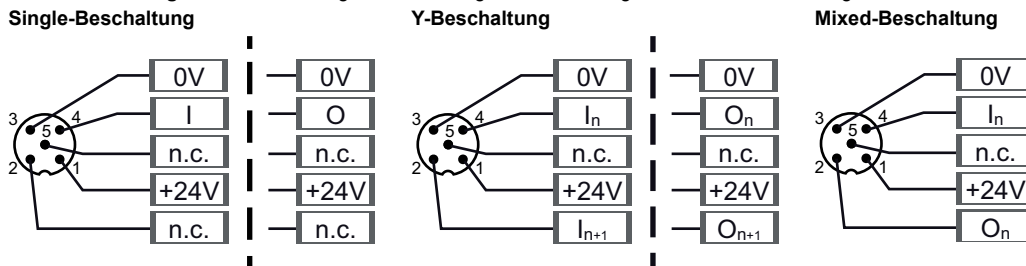 Single-Beschaltung
0V
I
n.c.
+24V
n.c.
3
4
5
2
1
0V
O
n.c.
+24V
n.c.
Y-Beschaltung
0V
In
n.c.
+24V
In+1
3
4
5
2
1
0V
On
n.c.
+24V
On+1
Mixed-Beschaltung
0V
In
n.c.
+24V
On
3
4
5
2
1